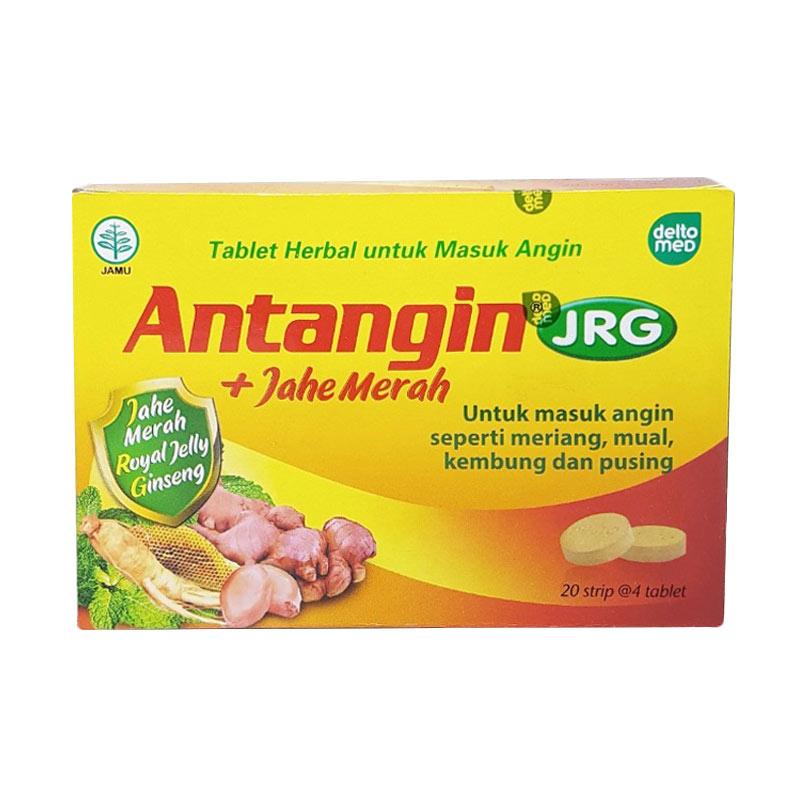 JAMU
Tablet Herbal untuk Masuk Angin
delto
med
Antangin® JRG
+ Jahe Merah
Jahe
Merah
Royal Jelly
Ginseng
Untuk masuk angin
seperti meriang, mual,
kembung dan pusing
20 strip @4 tablet